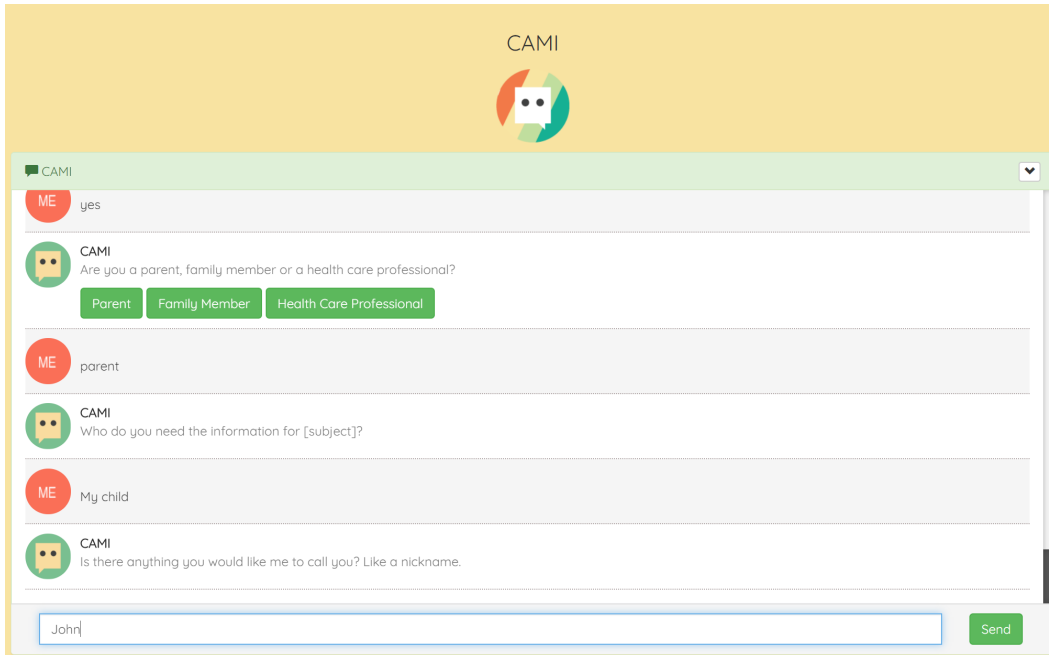 CAMI
CAMI
ME
yes
CAMI
Are you a parent, family member or a health care professional?
Parent Family Member Health Care Professional
ME
parent
CAMI
Who do you need the information for [subject]?
ME
My child
CAMI
Is there anything you would like me to call you? Like a nickname.
John Send